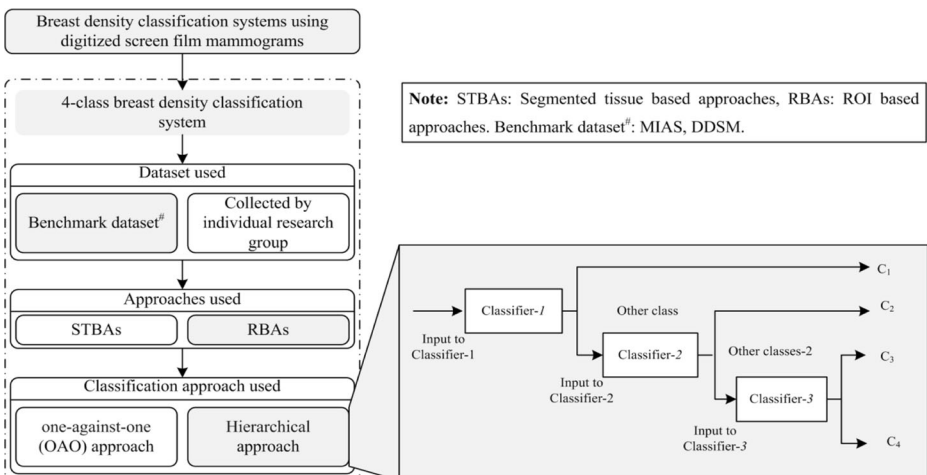 Breast density classification systems using
digitized screen film mammograms
4-class breast density classification
system
Dataset used
Benchmark dataset#
Collected by
individual research
group
Approaches used
STBAs
RBAs
Classification approach used
one-against-one
(OAO) approach
Hierarchical
approach
Note: STBAs: Segmented tissue based approaches, RBAs: ROI based
approaches. Benchmark dataset#: MIAS, DDSM.
Input to
Classifier-1
Classifier-1
Other class
Input to
Classifier-2
Classifier-2
Other classes-2
Input to
Classifier-3
Classifier-3
C1
C2
C3
C4